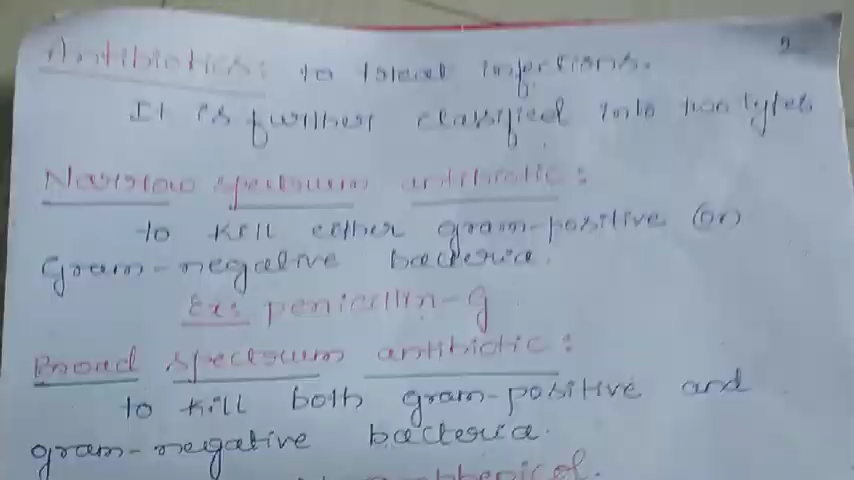 Antibiotics: to treat infections.
It is further classified into two types
Narrow spectrum antibiotic:
to kill either gram-positive (or)
gram-negative bacteria.
Ex: penicillin-g
Broad spectrum antibiotic:
to kill both gram-positive and
gram-negative bacteria.